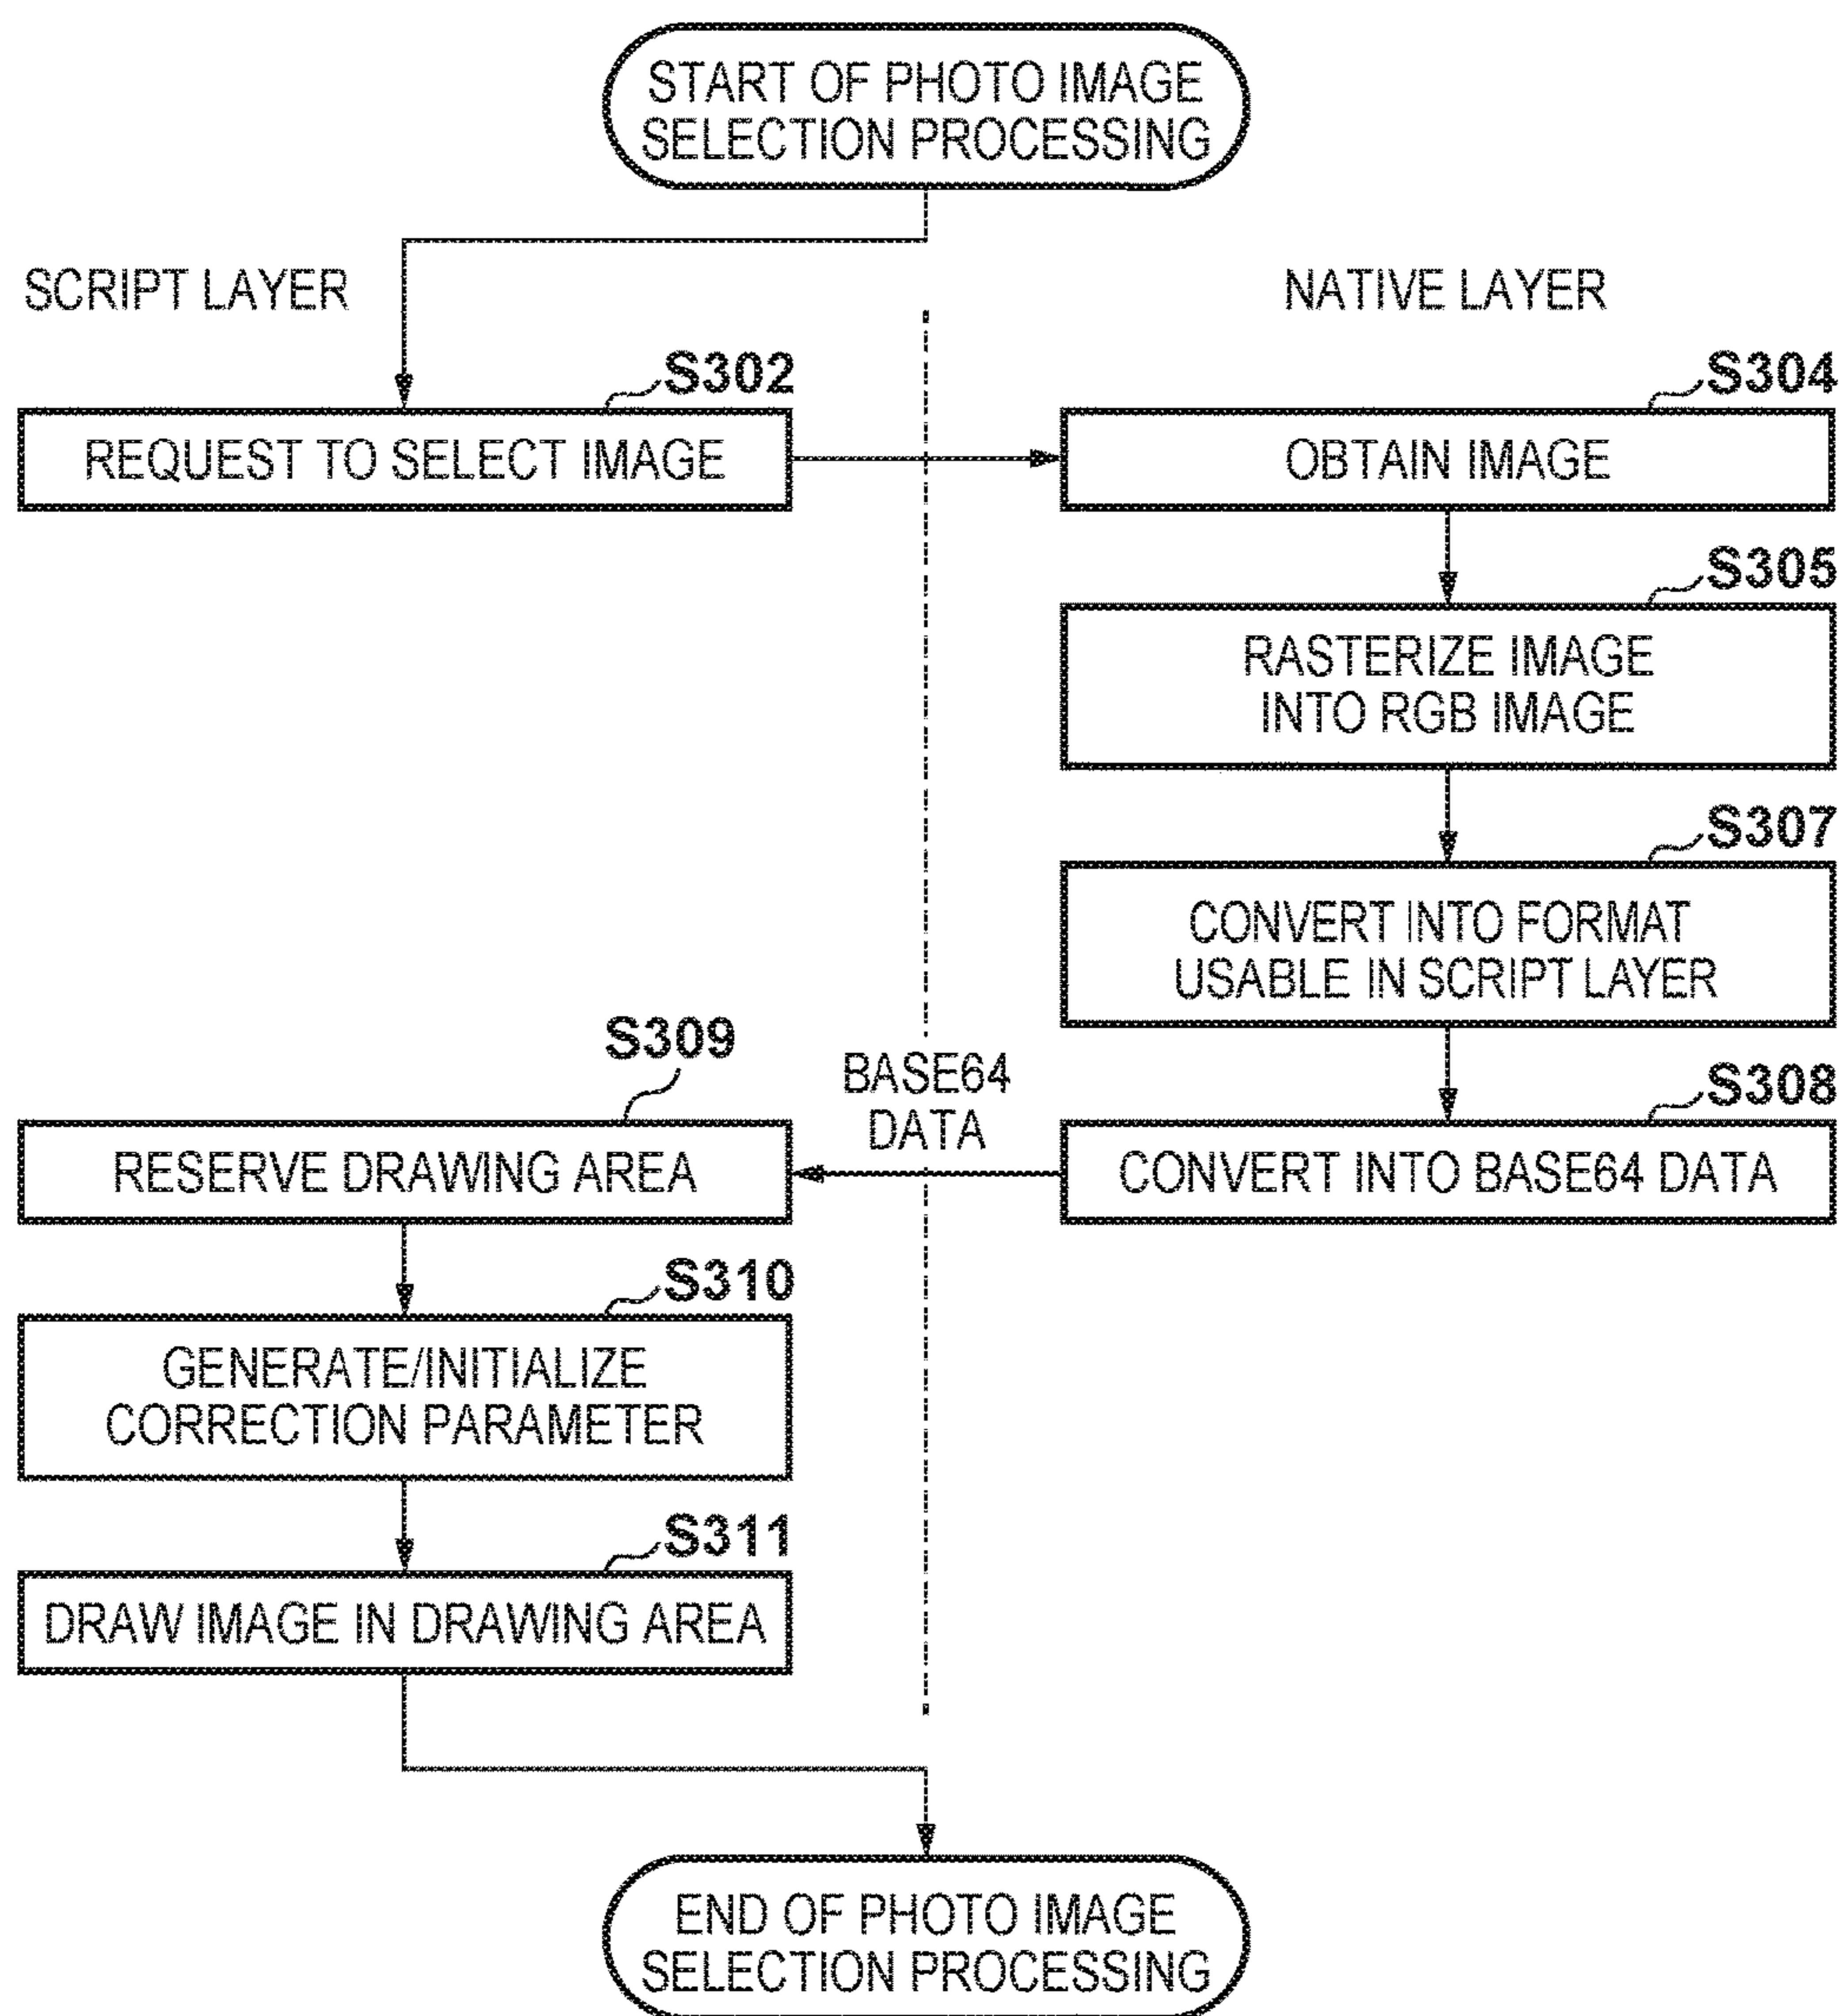 START OF PHOTO IMAGE
SELECTION PROCESSING
SCRIPT LAYER
NATIVE LAYER
S302
REQUEST TO SELECT IMAGE
S304
OBTAIN IMAGE
S305
RASTERIZE IMAGE
INTO RGB IMAGE
S307
CONVERT INTO FORMAT
USABLE IN SCRIPT LAYER
S308
CONVERT INTO BASE64 DATA
BASE64
DATA
S309
RESERVE DRAWING AREA
S310
GENERATE/INITIALIZE
CORRECTION PARAMETER
S311
DRAW IMAGE IN DRAWING AREA
END OF PHOTO IMAGE
SELECTION PROCESSING